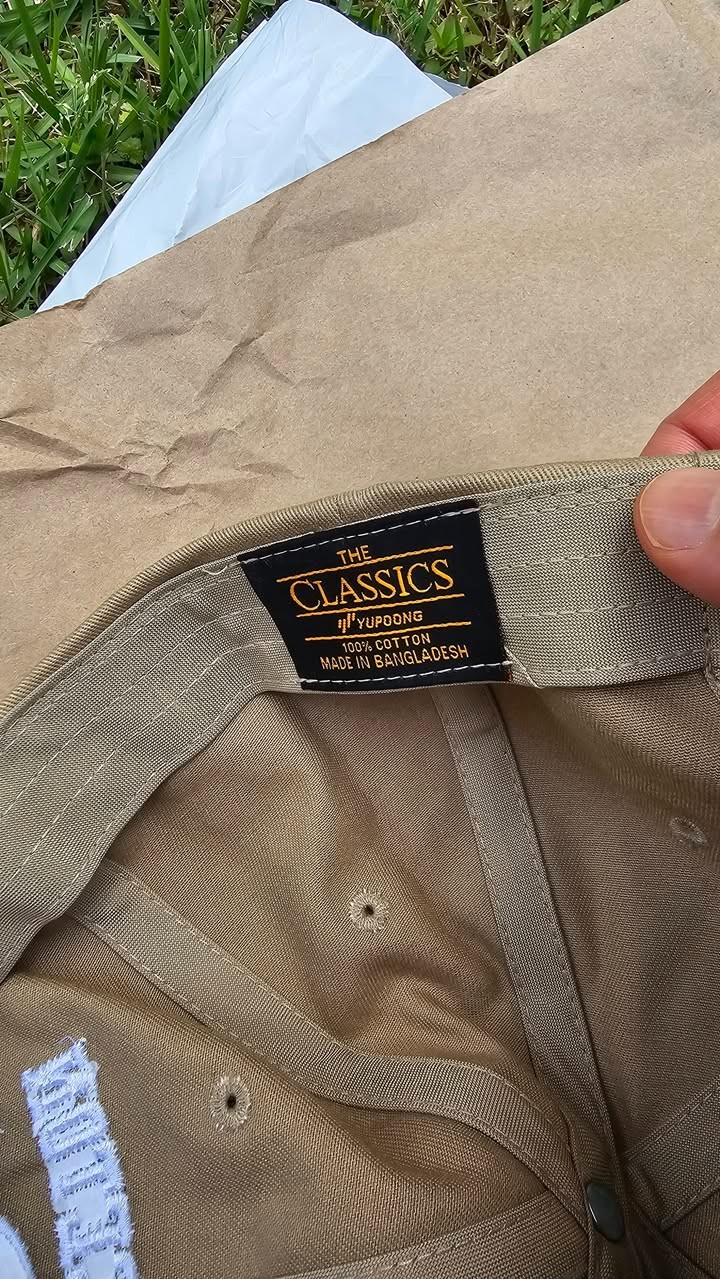 THE
CLASSICS
YUPOONG
100% COTTON
MADE IN BANGLADESH